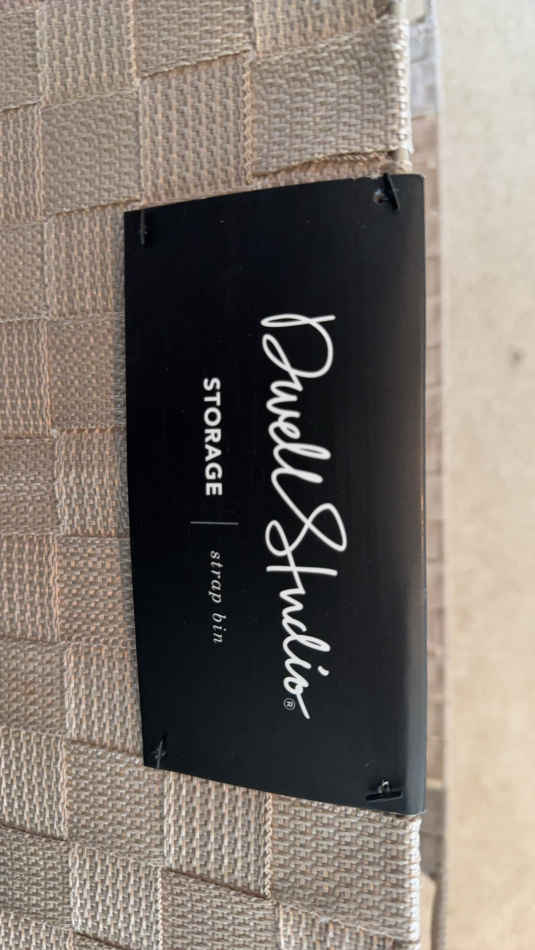 Dwell Studio®
STORAGE | strap bin